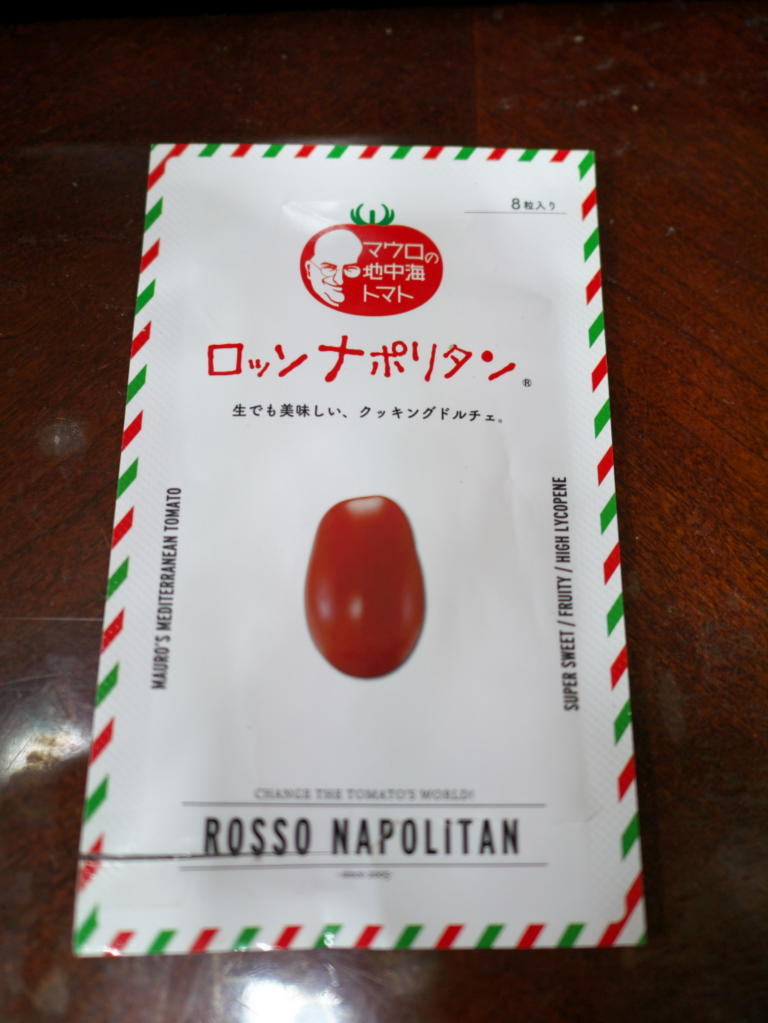 8粒入り
マウロの
地中海
トマト
ロッソナポリタン®
生でも美味しい、クッキングドルチェ。
MAURO'S MEDITERRANEAN TOMATO
SUPER SWEET / FRUITY / HIGH LYCOPENE
CHANGE THE TOMATO'S WORLD!
ROSSO NAPOLiTAN